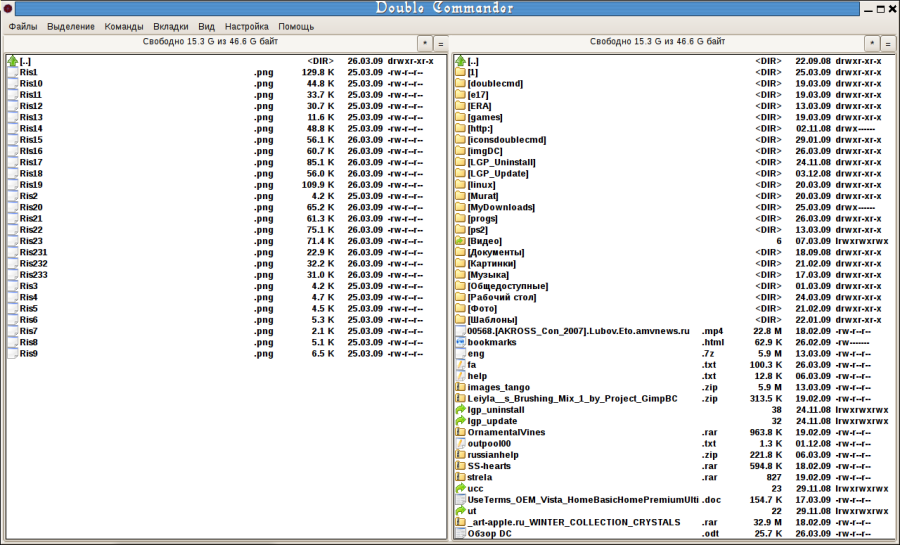 Double Commander
Файлы Выделение Команды Вкладки Вид Настройка Помощь
Свободно 15.3 G из 46.6 G байт * =
[..] <DIR> 26.03.09 drwxr-xr-x
Ris1 .png 129.8 K 25.03.09 -rw-r--r--
Ris10 .png 44.8 K 25.03.09 -rw-r--r--
Ris11 .png 33.7 K 25.03.09 -rw-r--r--
Ris12 .png 30.7 K 25.03.09 -rw-r--r--
Ris13 .png 11.6 K 25.03.09 -rw-r--r--
Ris14 .png 48.8 K 25.03.09 -rw-r--r--
Ris15 .png 56.1 K 26.03.09 -rw-r--r--
Ris16 .png 60.7 K 26.03.09 -rw-r--r--
Ris17 .png 85.1 K 26.03.09 -rw-r--r--
Ris18 .png 56.0 K 26.03.09 -rw-r--r--
Ris19 .png 109.9 K 26.03.09 -rw-r--r--
Ris2 .png 4.2 K 25.03.09 -rw-r--r--
Ris20 .png 65.2 K 26.03.09 -rw-r--r--
Ris21 .png 61.3 K 26.03.09 -rw-r--r--
Ris22 .png 75.1 K 26.03.09 -rw-r--r--
Ris23 .png 71.4 K 26.03.09 -rw-r--r--
Ris231 .png 22.9 K 26.03.09 -rw-r--r--
Ris232 .png 32.2 K 26.03.09 -rw-r--r--
Ris233 .png 31.0 K 26.03.09 -rw-r--r--
Ris3 .png 4.2 K 25.03.09 -rw-r--r--
Ris4 .png 4.7 K 25.03.09 -rw-r--r--
Ris5 .png 4.5 K 25.03.09 -rw-r--r--
Ris6 .png 5.3 K 25.03.09 -rw-r--r--
Ris7 .png 2.1 K 25.03.09 -rw-r--r--
Ris8 .png 5.1 K 25.03.09 -rw-r--r--
Ris9 .png 6.5 K 25.03.09 -rw-r--r--
Свободно 15.3 G из 46.6 G байт * =
[..] <DIR> 22.09.08 drwxr-xr-x
[1] <DIR> 25.03.09 drwxr-xr-x
[doublecmd] <DIR> 19.03.09 drwxr-xr-x
[e17] <DIR> 19.03.09 drwxr-xr-x
[ERA] <DIR> 13.03.09 drwxr-xr-x
[games] <DIR> 19.03.09 drwxr-xr-x
[http:] <DIR> 02.11.08 drwx------
[iconsdoublecmd] <DIR> 29.01.09 drwxr-xr-x
[imgDC] <DIR> 26.03.09 drwxr-xr-x
[LGP_Uninstall] <DIR> 24.11.08 drwxr-xr-x
[LGP_Update] <DIR> 03.12.08 drwxr-xr-x
[linux] <DIR> 20.03.09 drwxr-xr-x
[Murat] <DIR> 20.03.09 drwxr-xr-x
[MyDownloads] <DIR> 25.03.09 drwx------
[progs] <DIR> 26.03.09 drwxr-xr-x
[ps2] <DIR> 13.03.09 drwxr-xr-x
[Видео] 6 07.03.09 lrwxrwxrwx
[Документы] <DIR> 18.09.08 drwxr-xr-x
[Картинки] <DIR> 21.02.09 drwxr-xr-x
[Музыка] <DIR> 17.03.09 drwxr-xr-x
[Общедоступные] <DIR> 01.03.09 drwxr-xr-x
[Рабочий стол] <DIR> 24.03.09 drwxr-xr-x
[Фото] <DIR> 21.02.09 drwxr-xr-x
[Шаблоны] <DIR> 22.01.09 drwxr-xr-x
00568.[AKROSS_Con_2007].Lubov.Eto.amvnews.ru .mp4 22.8 M 18.02.09 -rw-r--r--
bookmarks .html 62.9 K 26.02.09 -rw-------
eng .7z 5.9 M 13.03.09 -rw-r--r--
fa .txt 100.3 K 26.03.09 -rw-r--r--
help .txt 12.8 K 06.03.09 -rw-r--r--
images_tango .zip 5.9 M 13.03.09 -rw-r--r--
Leiyla__s_Brushing_Mix_1_by_Project_GimpBC .zip 313.5 K 19.02.09 -rw-r--r--
lgp_uninstall 38 24.11.08 lrwxrwxrwx
lgp_update 32 24.11.08 lrwxrwxrwx
OrnamentalVines .rar 963.8 K 19.02.09 -rw-r--r--
outpool00 .txt 1.3 K 01.12.08 -rw-r--r--
russianhelp .zip 221.8 K 06.03.09 -rw-r--r--
SS-hearts .rar 594.8 K 18.02.09 -rw-r--r--
strela .rar 827 19.02.09 -rw-r--r--
ucc 23 29.11.08 lrwxrwxrwx
UseTerms_OEM_Vista_HomeBasicHomePremiumUlti .doc 154.7 K 17.03.09 -rw-r--r--
ut 22 29.11.08 lrwxrwxrwx
_art-apple.ru_WINTER_COLLECTION_CRYSTALS .rar 32.9 M 18.02.09 -rw-r--r--
Обзор DC .odt 25.7 K 26.03.09 -rw-r--r--